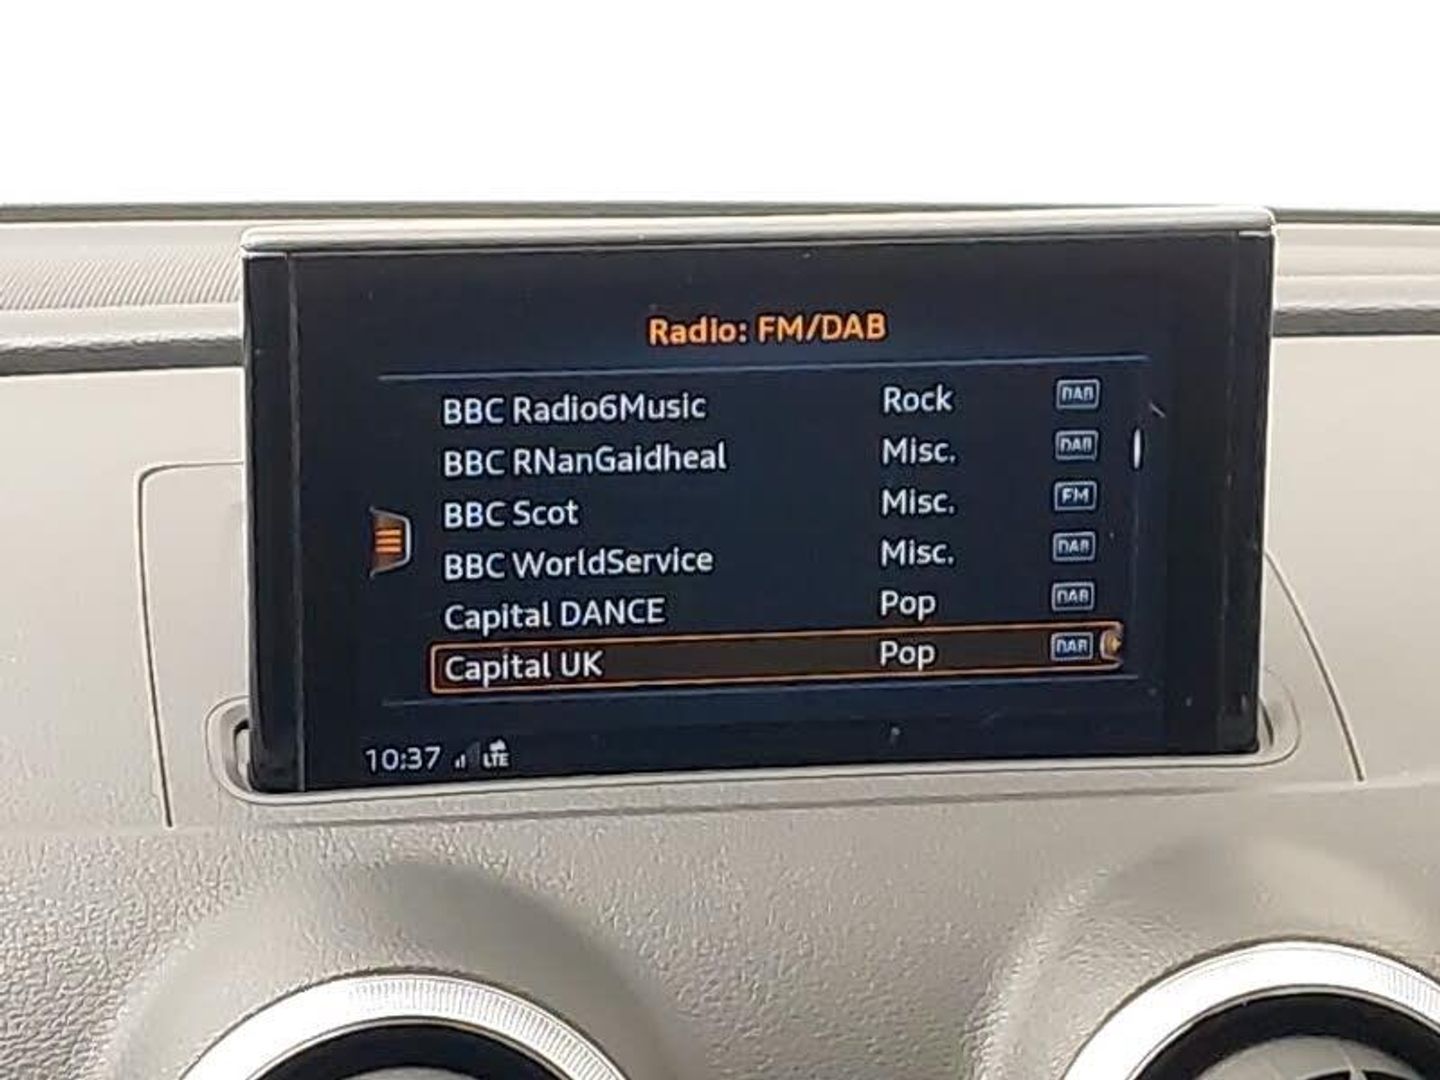 Radio: FM/DAB
BBC Radio6Music Rock DAB
BBC RNanGaidheal Misc. DAB
BBC Scot Misc. FM
BBC WorldService Misc. DAB
Capital DANCE Pop DAB
Capital UK Pop DAB
10:37 LTE